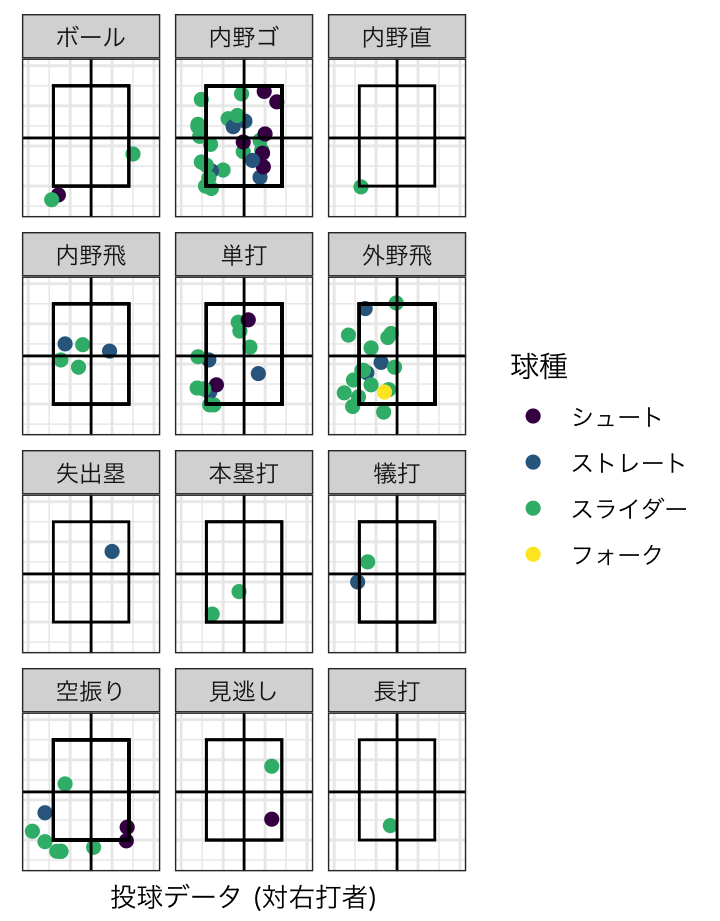 ボール
内野ゴ
内野直
内野飛
単打
外野飛
失出塁
本塁打
犠打
空振り
見逃し
長打
投球データ (対右打者)
球種
シュート
ストレート
スライダー
フォーク